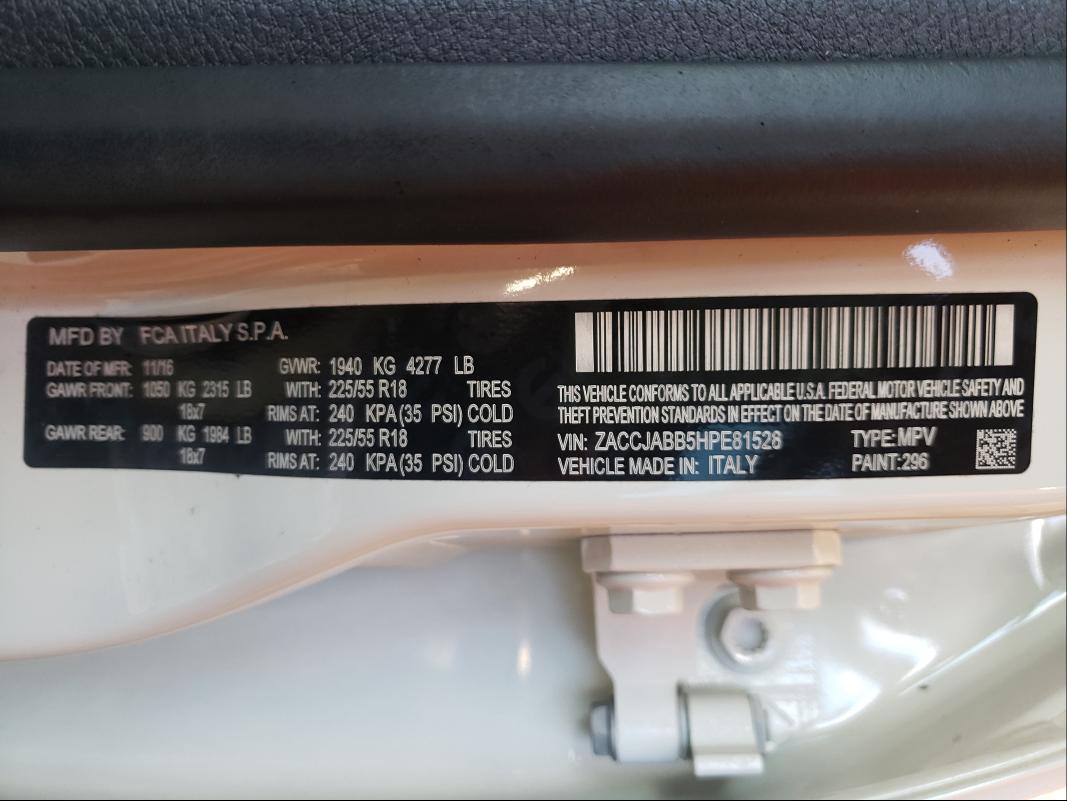 MFD BY FCA ITALY S.P.A.
DATE OF MFR: 11/16 GVWR: 1940 KG 4277 LB
GAWR FRONT: 1050 KG 2315 LB WITH: 225/55 R18 TIRES
18x7 RIMS AT: 240 KPA (35 PSI) COLD
GAWR REAR: 900 KG 1984 LB WITH: 225/55 R18 TIRES
18x7 RIMS AT: 240 KPA (35 PSI) COLD
THIS VEHICLE CONFORMS TO ALL APPLICABLE U.S.A. FEDERAL MOTOR VEHICLE SAFETY AND
THEFT PREVENTION STANDARDS IN EFFECT ON THE DATE OF MANUFACTURE SHOWN ABOVE
VIN: ZACCJABB5HPE81528 TYPE: MPV
VEHICLE MADE IN: ITALY PAINT: 296